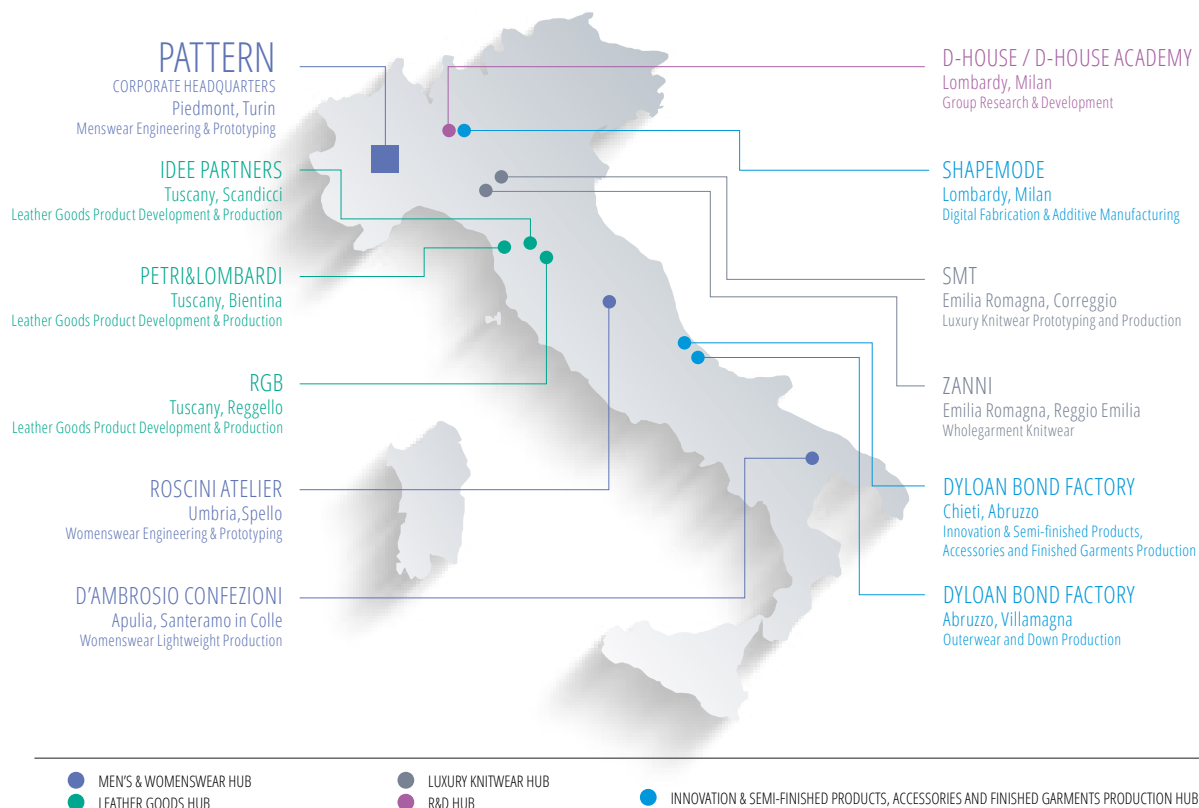 PATTERN
CORPORATE HEADQUARTERS
Piedmont, Turin
Menswear Engineering & Prototyping
IDEE PARTNERS
Tuscany, Scandicci
Leather Goods Product Development & Production
PETRI&LOMBARDI
Tuscany, Bientina
Leather Goods Product Development & Production
RGB
Tuscany, Reggello
Leather Goods Product Development & Production
ROSCINI ATELIER
Umbria,Spello
Womenswear Engineering & Prototyping
D'AMBROSIO CONFEZIONI
Apulia, Santeramo in Colle
Womenswear Lightweight Production
D-HOUSE / D-HOUSE ACADEMY
Lombardy, Milan
Group Research & Development
SHAPEMODE
Lombardy, Milan
Digital Fabrication & Additive Manufacturing
SMT
Emilia Romagna, Correggio
Luxury Knitwear Prototyping and Production
ZANNI
Emilia Romagna, Reggio Emilia
Wholegarment Knitwear
DYLOAN BOND FACTORY
Chieti, Abruzzo
Innovation & Semi-finished Products,
Accessories and Finished Garments Production
DYLOAN BOND FACTORY
Abruzzo, Villamagna
Outerwear and Down Production
MEN'S & WOMENSWEAR HUB
LEATHER GOODS HUB
LUXURY KNITWEAR HUB
R&D HUB
INNOVATION & SEMI-FINISHED PRODUCTS, ACCESSORIES AND FINISHED GARMENTS PRODUCTION HUB